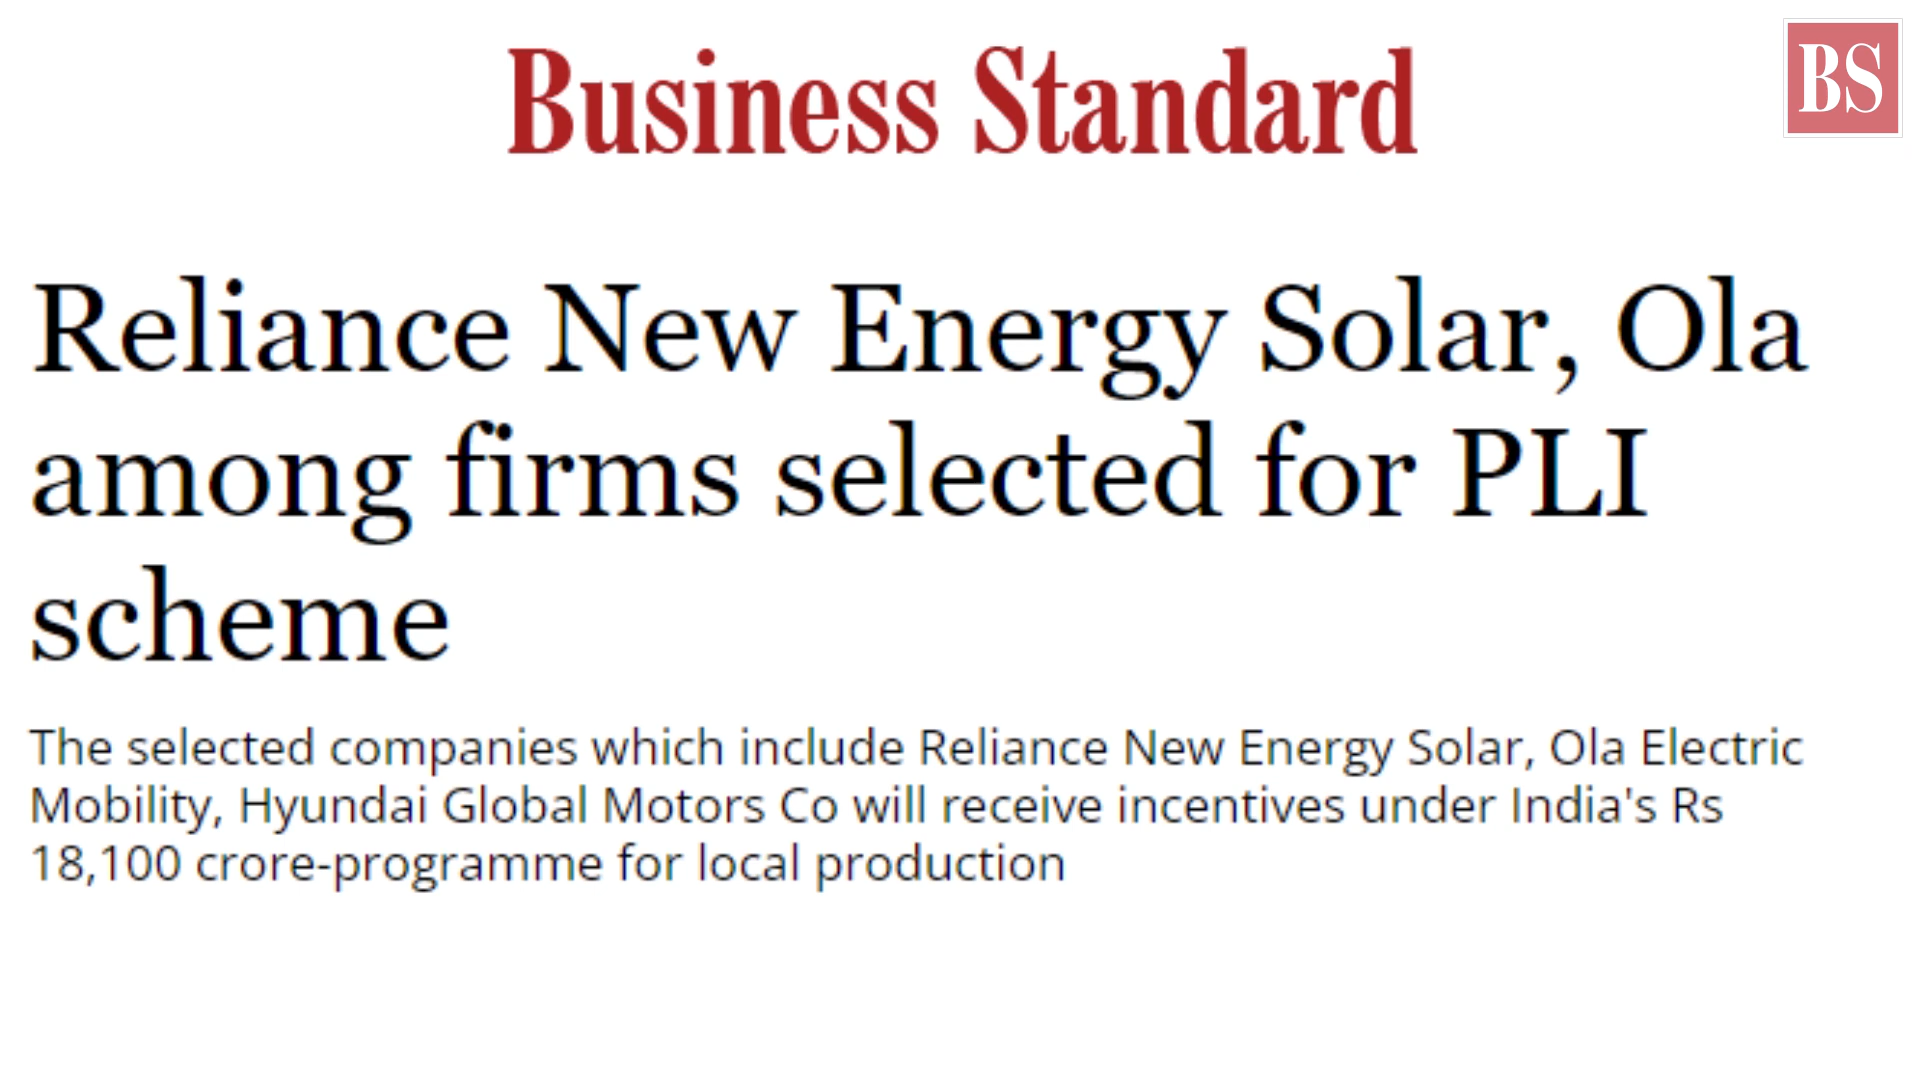 Business Standard
BS
Reliance New Energy Solar, Ola
among firms selected for PLI
scheme
The selected companies which include Reliance New Energy Solar, Ola Electric
Mobility, Hyundai Global Motors Co will receive incentives under India's Rs
18,100 crore-programme for local production